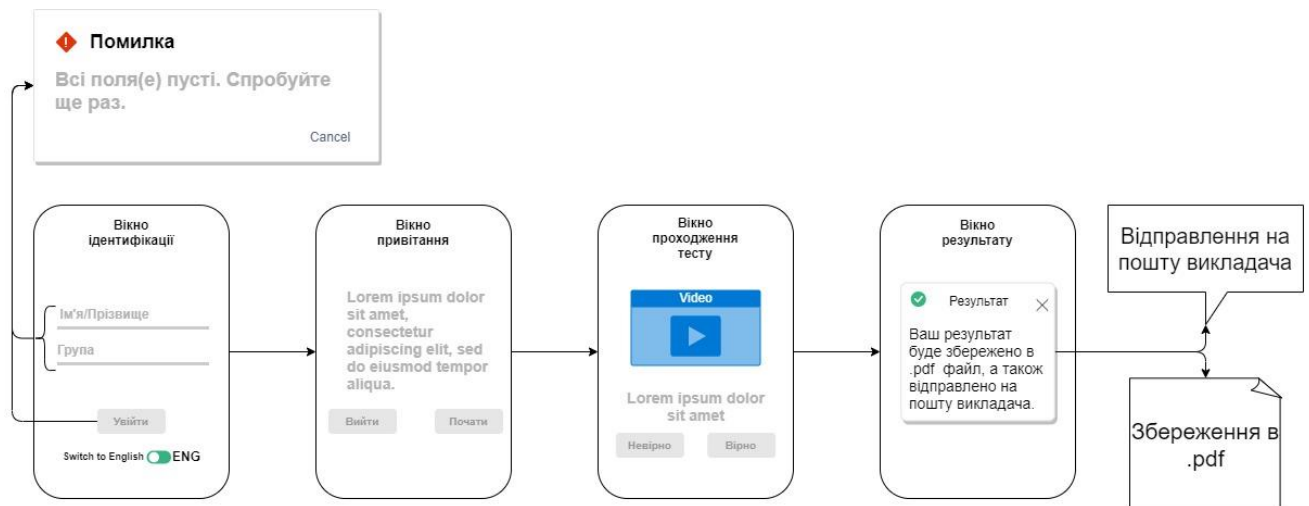 Помилка
Всі поля(е) пусті. Спробуйте
ще раз.
Cancel
Вікно
ідентифікації
Ім'я/Прізвище
Група
Увійти
Switch to English ENG
Вікно
привітання
Lorem ipsum dolor
sit amet,
consectetur
adipiscing elit, sed
do eiusmod tempor
aliqua.
Вийти
Почати
Вікно
проходження
тесту
Video
Lorem ipsum dolor
sit amet
Невірно
Вірно
Вікно
результату
Результат
Ваш результат
буде збережено в
.pdf файл, а також
відправлено на
пошту викладача.
Відправлення на
пошту викладача
Збереження в
.pdf